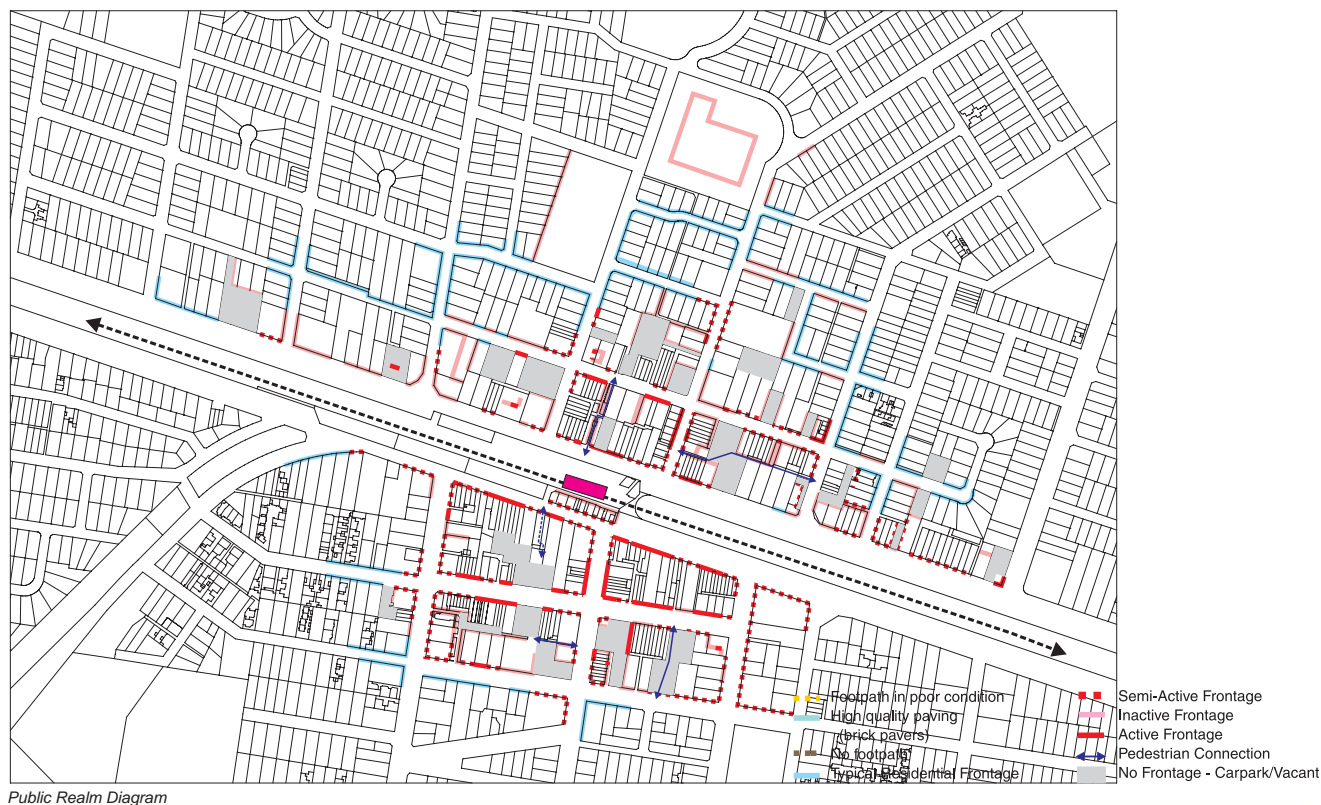 Footpath in poor condition
High quality paving
(brick pavers)
No footpath
Typical Residential Frontage
Semi-Active Frontage
Inactive Frontage
Active Frontage
Pedestrian Connection
No Frontage - Carpark/Vacant
Public Realm Diagram